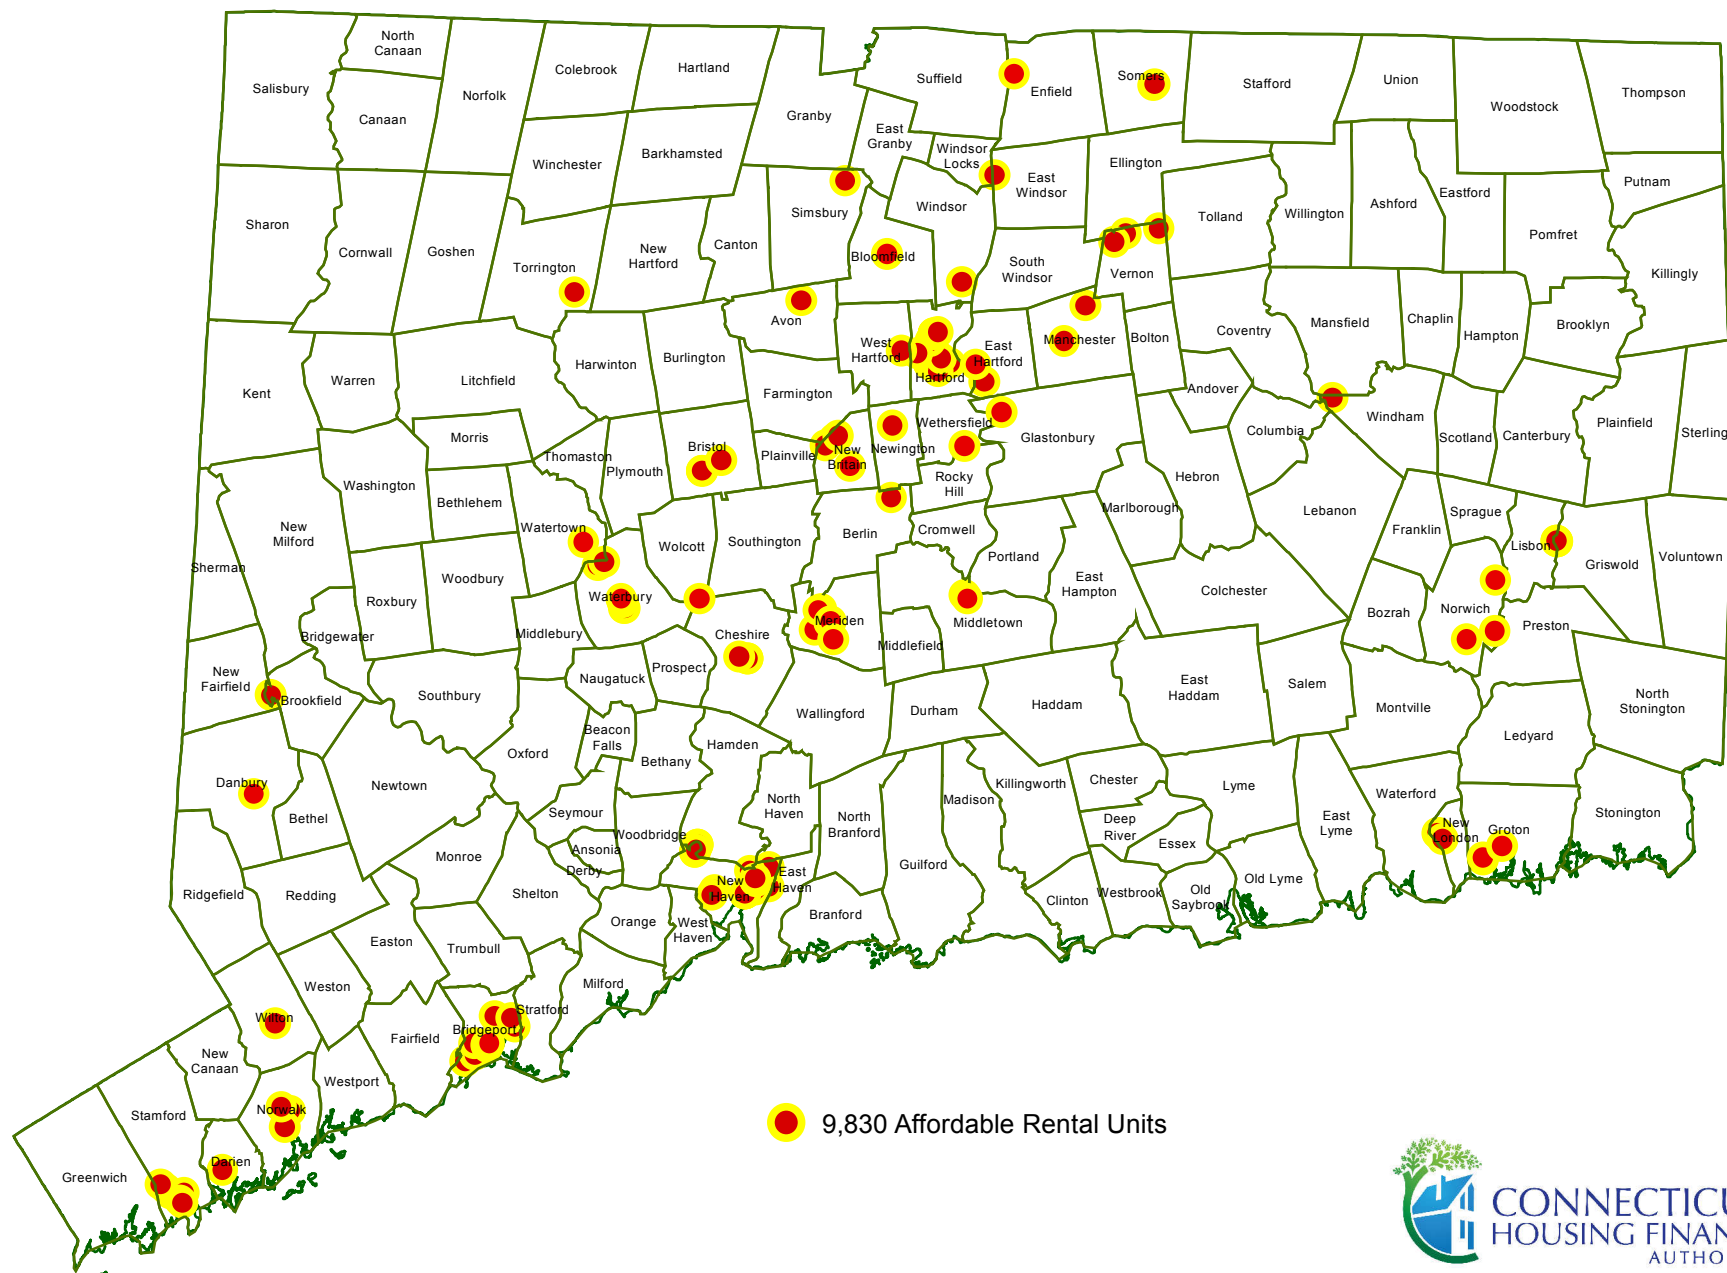 North
Canaan
Salisbury
Canaan
Norfolk
Colebrook
Hartland
Granby
Suffield
East
Granby
Windsor
Locks
Enfield
Somers
Stafford
Union
Woodstock
Thompson
Winchester
Barkhamsted
Simsbury
Windsor
East
Windsor
Ellington
Tolland
Willington
Ashford
Eastford
Putnam
Pomfret
Killingly
Sharon
Cornwall
Goshen
Torrington
New
Hartford
Canton
Bloomfield
South
Windsor
Vernon
Avon
West
Hartford
Hartford
East
Hartford
Manchester
Bolton
Coventry
Mansfield
Chaplin
Hampton
Brooklyn
Kent
Warren
Litchfield
Harwinton
Burlington
Farmington
Andover
Columbia
Windham
Scotland
Canterbury
Plainfield
Sterling
Morris
Thomaston
Plymouth
Bristol
Plainville
New
Britain
Newington
Wethersfield
Rocky
Hill
Glastonbury
Hebron
Marlborough
Lebanon
Franklin
Sprague
Lisbon
Griswold
Voluntown
Washington
Bethlehem
Watertown
New
Milford
Sherman
Roxbury
Woodbury
Wolcott
Southington
Berlin
Cromwell
Portland
East
Hampton
Colchester
Bozrah
Norwich
Preston
Bridgewater
Middlebury
Waterbury
Cheshire
Meriden
Middlefield
Middletown
New
Fairfield
Brookfield
Southbury
Naugatuck
Prospect
Wallingford
Durham
Haddam
East
Haddam
Salem
Montville
Ledyard
North
Stonington
Oxford
Beacon
Falls
Bethany
Hamden
Danbury
Bethel
Newtown
Seymour
Woodbridge
North
Haven
North
Branford
Guilford
Madison
Killingworth
Chester
Deep
River
Essex
Lyme
East
Lyme
Waterford
New
London
Groton
Stonington
Ridgefield
Redding
Monroe
Ansonia
Derby
Shelton
Orange
New
Haven
East
Haven
West
Haven
Branford
Clinton
Westbrook
Old
Saybrook
Old Lyme
Easton
Trumbull
Milford
Weston
Wilton
Fairfield
Bridgeport
Stratford
New
Canaan
Westport
Norwalk
Stamford
Darien
Greenwich
9,830 Affordable Rental Units
CONNECTICU
HOUSING FINAN
AUTHO